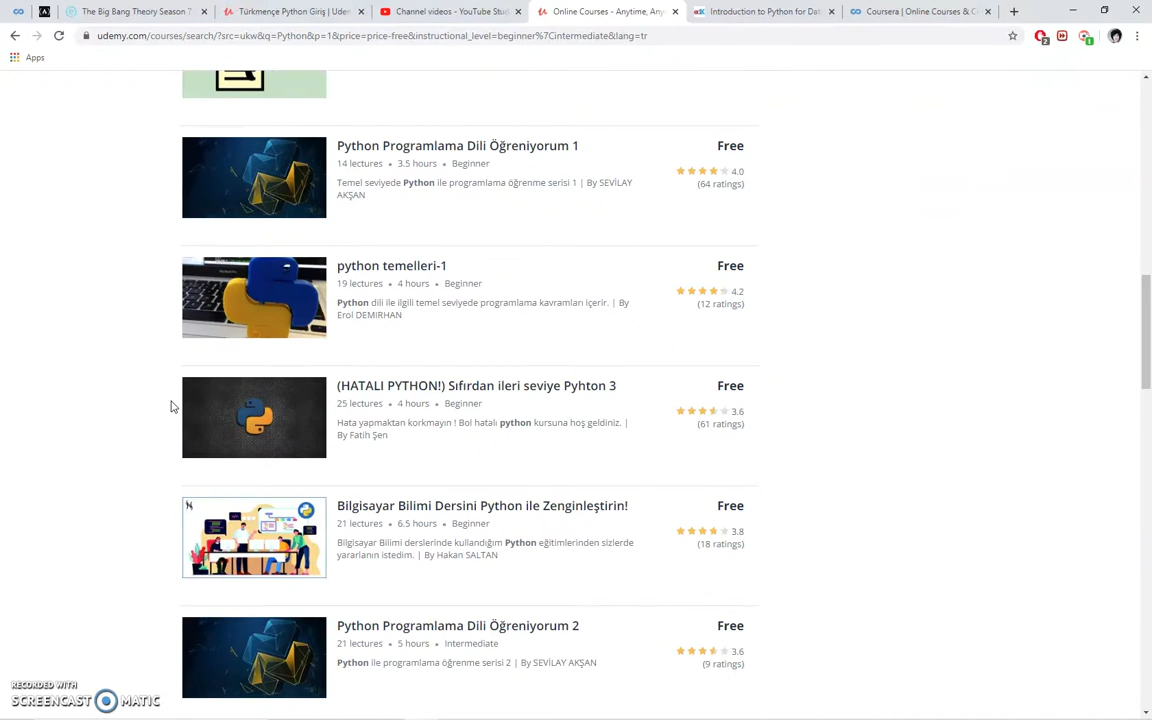 The Big Bang Theory Season 7
Türkmençe Python Giriş | Uder
Channel videos - YouTube Stud
Online Courses - Anytime, Any
Introduction to Python for Dat
Coursera | Online Courses & C
udemy.com/courses/search/?src=ukw&q=Python&p=1&price=price-free&instructional_level=beginner%7Cintermediate&lang=tr
Apps
Python Programlama Dili Öğreniyorum 1
Free
14 lectures • 3.5 hours • Beginner
4.0
Temel seviyede Python ile programlama öğrenme serisi 1 | By SEVİLAY
(64 ratings)
AKŞAN
python temelleri-1
Free
19 lectures • 4 hours • Beginner
4.2
Python dili ile ilgili temel seviyede programlama kavramları içerir. | By
(12 ratings)
Erol DEMIRHAN
(HATALI PYTHON!) Sıfırdan ileri seviye Pyhton 3
Free
25 lectures • 4 hours • Beginner
3.6
Hata yapmaktan korkmayın ! Bol hatalı python kursuna hoş geldiniz. |
(61 ratings)
By Fatih Şen
Bilgisayar Bilimi Dersini Python ile Zenginleştirin!
Free
21 lectures • 6.5 hours • Beginner
3.8
Bilgisayar Bilimi derslerinde kullandığım Python eğitimlerinden sizlerde
(18 ratings)
yararlanın istedim. | By Hakan SALTAN
Python Programlama Dili Öğreniyorum 2
Free
21 lectures • 5 hours • Intermediate
3.6
Python ile programlama öğrenme serisi 2 | By SEVİLAY AKŞAN
(9 ratings)
RECORDED WITH
SCREENCAST MATIC